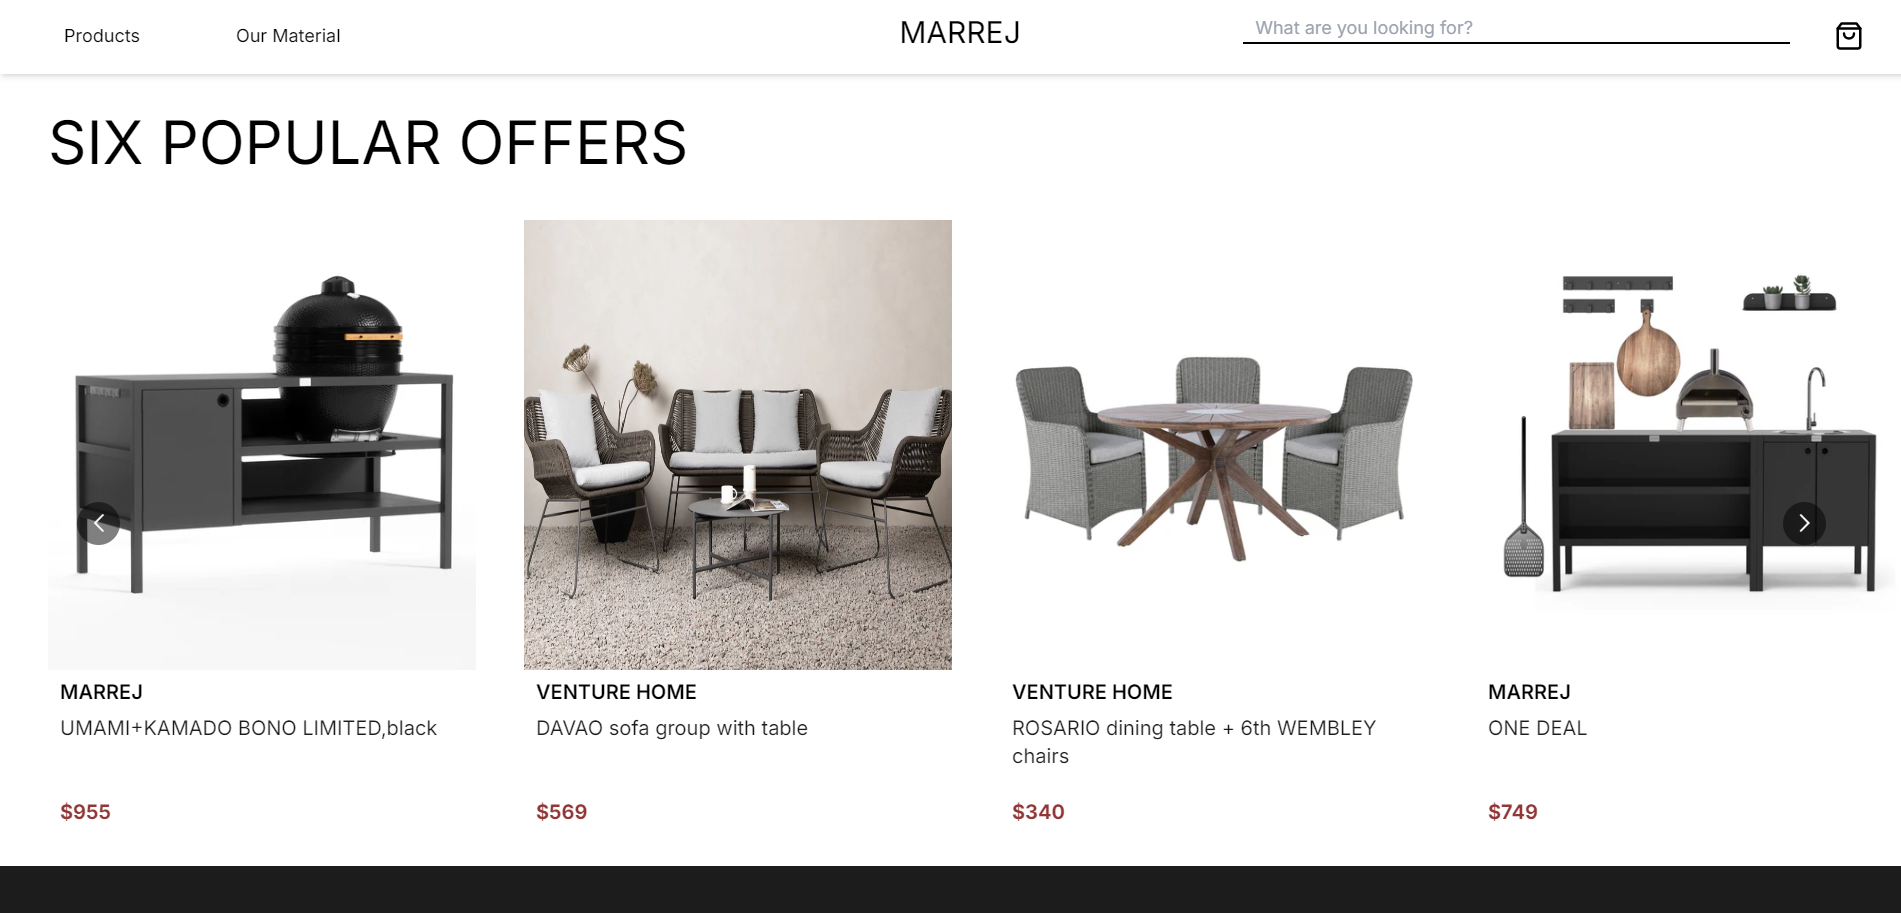 Products
Our Material
MARREJ
What are you looking for?
SIX POPULAR OFFERS
MARREJ
UMAMI+KAMADO BONO LIMITED,black
$955
VENTURE HOME
DAVAO sofa group with table
$569
VENTURE HOME
ROSARIO dining table + 6th WEMBLEY
chairs
$340
MARREJ
ONE DEAL
$749